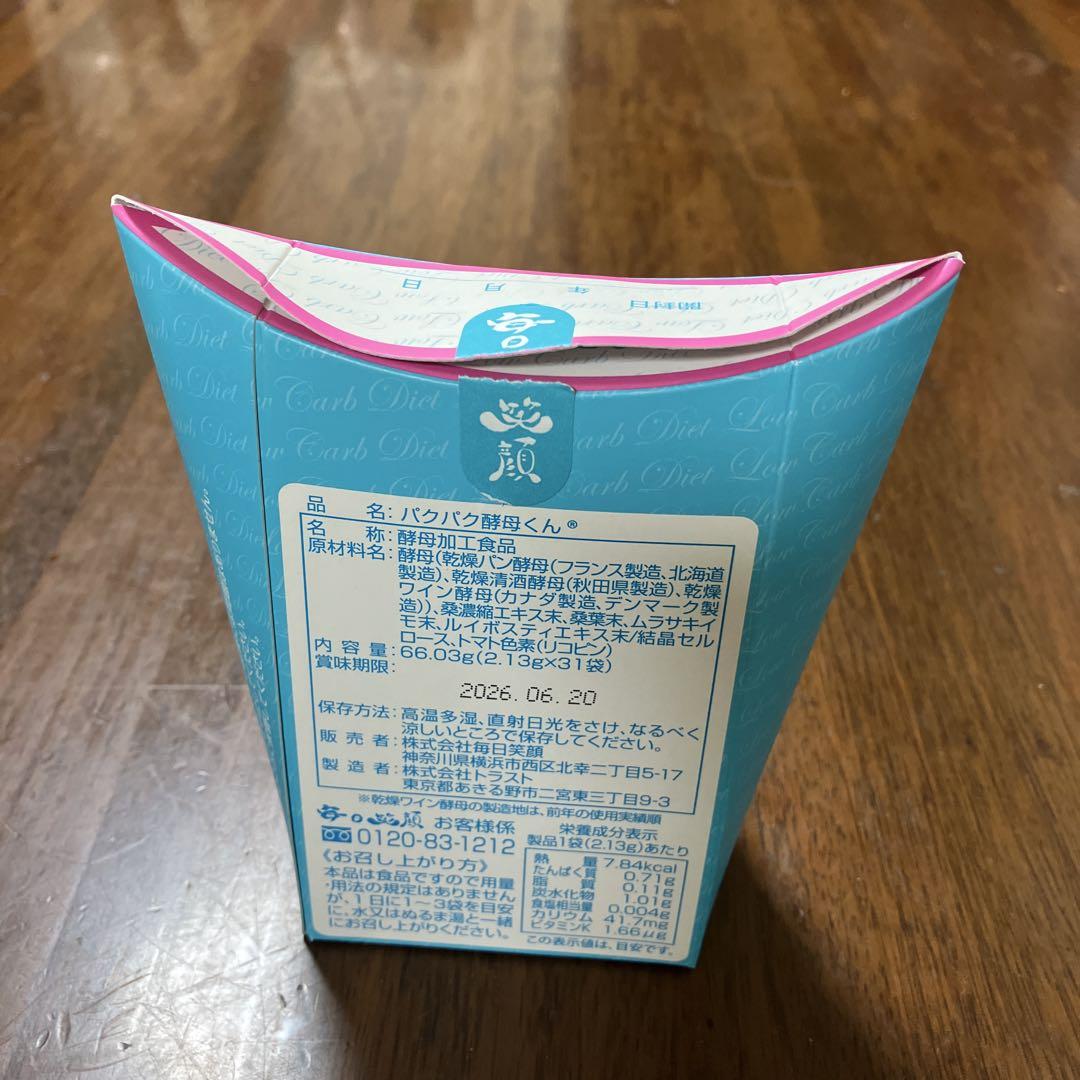 開封日 年 月 日
毎日
笑顔
Low Carb Diet
品名:パクパク酵母くん®
名称:酵母加工食品
原材料名:酵母(乾燥パン酵母(フランス製造、北海道
製造)、乾燥清酒酵母(秋田県製造)、乾燥
ワイン酵母(カナダ製造、デンマーク製
造))、桑濃縮エキス末、桑葉末、ムラサキイ
モ末、ルイボスティエキス末/結晶セル
ロース、トマト色素(リコピン)
内容量:66.03g(2.13g×31袋)
賞味期限:
2026.06.20
保存方法:高温多湿、直射日光をさけ、なるべく
涼しいところで保存してください。
販売者:株式会社毎日笑顔
神奈川県横浜市西区北幸二丁目5-17
製造者:株式会社トラスト
東京都あきる野市二宮東三丁目9-3
※乾燥ワイン酵母の製造地は、前年の使用実績順
毎日笑顔 お客様係
0120-83-1212
《お召し上がり方》
本品は食品ですので用量
・用法の規定はありません
が、1日に1~3袋を目安
に、水又はぬるま湯と一緒
にお召し上がりください。
栄養成分表示
製品1袋(2.13g)あたり
熱量 7.84kcal
たんぱく質 0.71g
脂質 0.11g
炭水化物 1.01g
食塩相当量 0.004g
カリウム 41.7mg
ビタミンK 1.66μg
この表示値は、目安です。